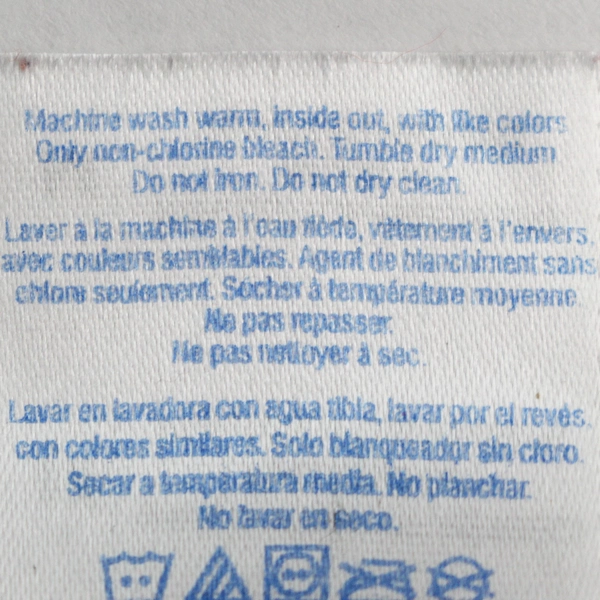 Machine wash warm, inside out, with like colors
Only non-chlorine bleach. Tumble dry medium
Do not iron. Do not dry clean.
Laver à la machine à l'eau tiède, vêtement à l'envers,
avec couleurs semblables. Agent de blanchiment sans
chlore seulement. Secher à température moyenne
Ne pas repasser.
Ne pas nettoyer à sec.
Lavar en lavadora con agua tibia, lavar por el revés.
con colores similares. Solo blanqueador sin cloro.
Secar a temperatura media. No planchar.
No lavar en seco.